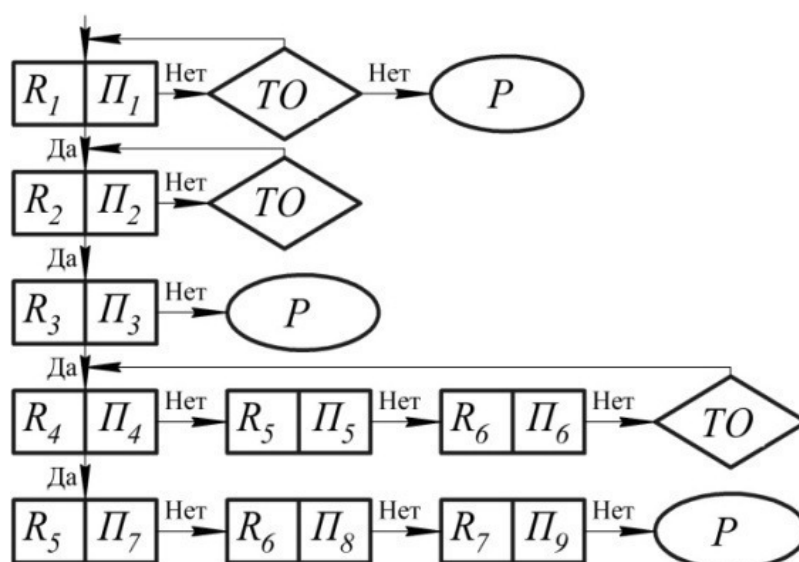 R₁ П₁ Нет ТО Нет Р
Да
R₂ П₂ Нет ТО
Да
R₃ П₃ Нет Р
Да
R₄ П₄ Нет R₅ П₅ Нет R₆ П₆ Нет ТО
Да
R₅ П₇ Нет R₆ П₈ Нет R₇ П₉ Нет Р